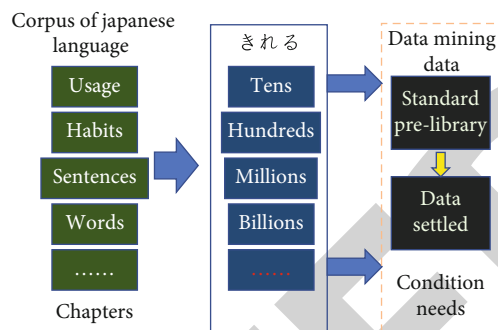 Corpus of japanese
language
Usage
Habits
Sentences
Words
......
Chapters
きれる
Tens
Hundreds
Millions
Billions
......
Data mining
data
Standard
pre-library
Data
settled
Condition
needs